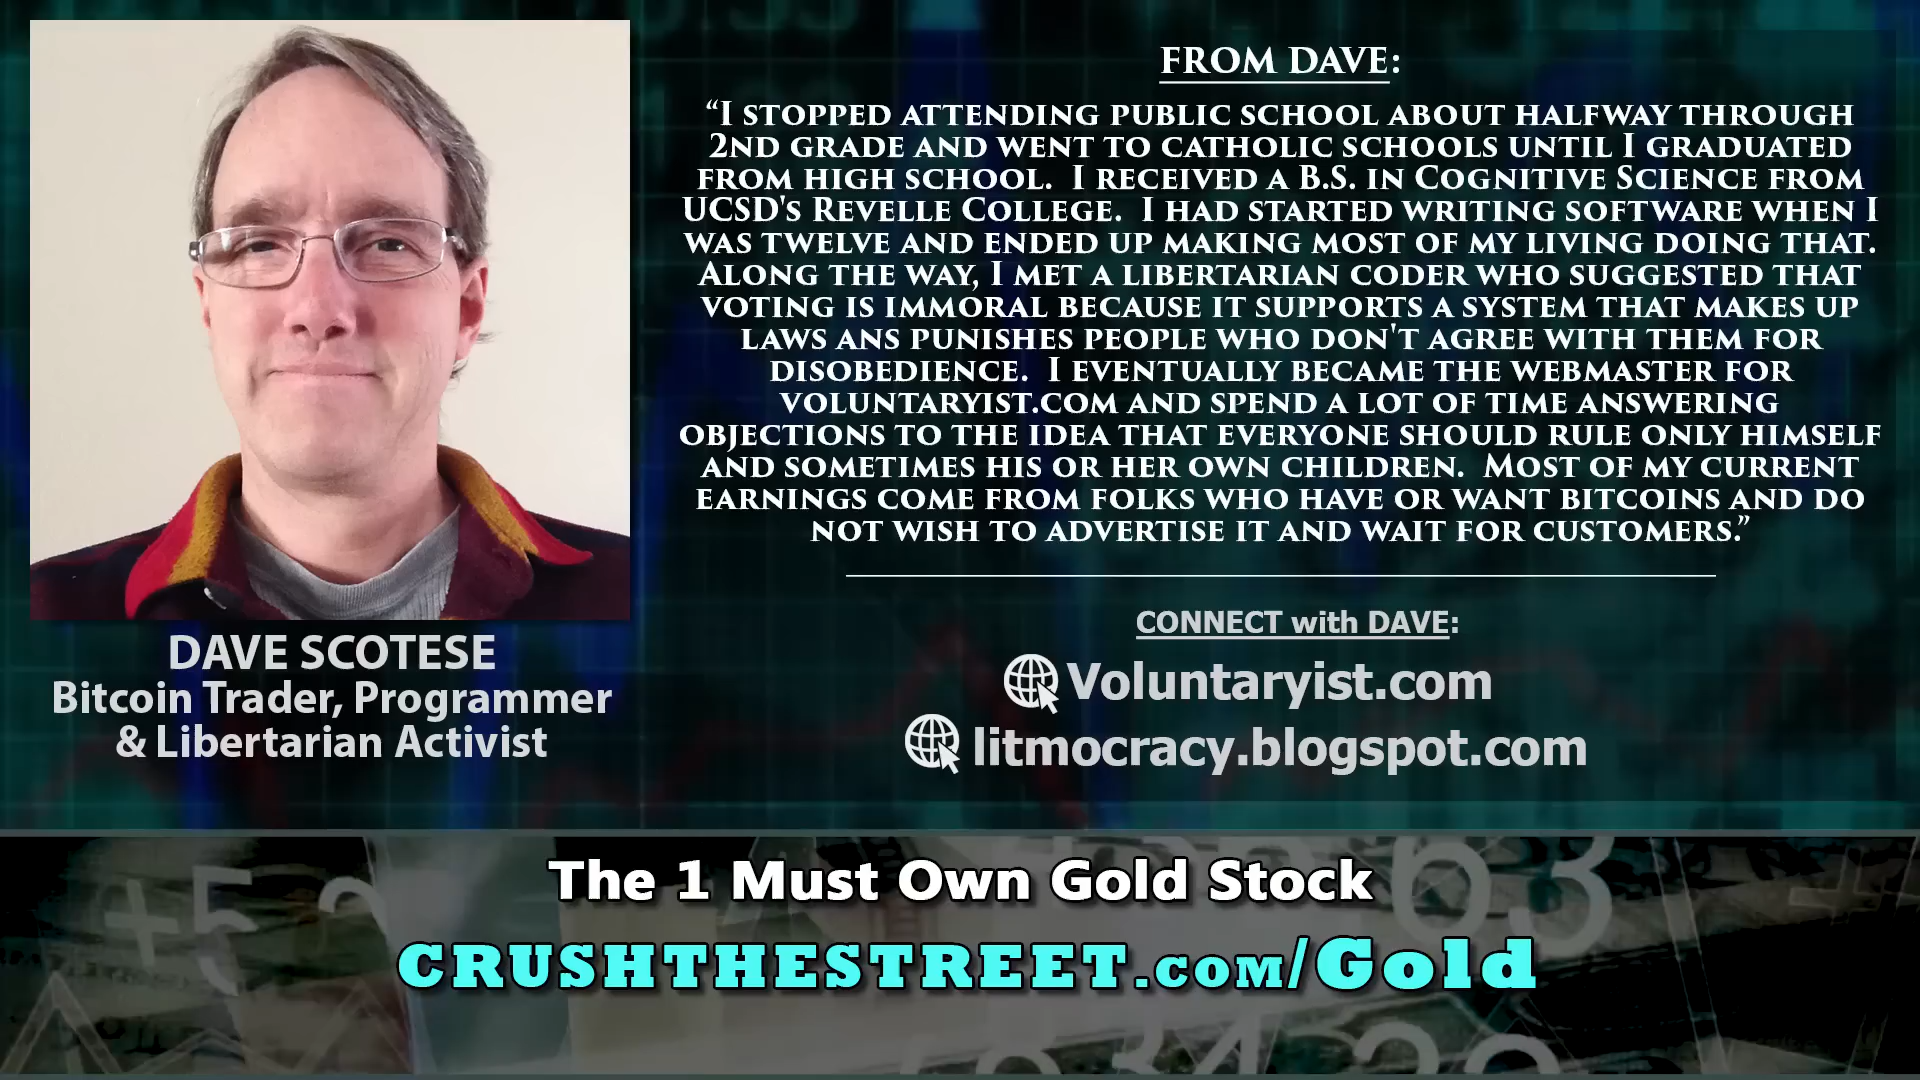 FROM DAVE:
“I STOPPED ATTENDING PUBLIC SCHOOL ABOUT HALFWAY THROUGH
2ND GRADE AND WENT TO CATHOLIC SCHOOLS UNTIL I GRADUATED
FROM HIGH SCHOOL. I RECEIVED A B.S. IN COGNITIVE SCIENCE FROM
UCSD'S REVELLE COLLEGE. I HAD STARTED WRITING SOFTWARE WHEN I
WAS TWELVE AND ENDED UP MAKING MOST OF MY LIVING DOING THAT.
ALONG THE WAY, I MET A LIBERTARIAN CODER WHO SUGGESTED THAT
VOTING IS IMMORAL BECAUSE IT SUPPORTS A SYSTEM THAT MAKES UP
LAWS ANS PUNISHES PEOPLE WHO DON'T AGREE WITH THEM FOR
DISOBEDIENCE. I EVENTUALLY BECAME THE WEBMASTER FOR
VOLUNTARYIST.COM AND SPEND A LOT OF TIME ANSWERING
OBJECTIONS TO THE IDEA THAT EVERYONE SHOULD RULE ONLY HIMSELF
AND SOMETIMES HIS OR HER OWN CHILDREN. MOST OF MY CURRENT
EARNINGS COME FROM FOLKS WHO HAVE OR WANT BITCOINS AND DO
NOT WISH TO ADVERTISE IT AND WAIT FOR CUSTOMERS.”
CONNECT with DAVE:
Voluntaryist.com
litmocracy.blogspot.com
DAVE SCOTESE
Bitcoin Trader, Programmer
& Libertarian Activist
The 1 Must Own Gold Stock
CRUSHTHESTREET.COM/Gold